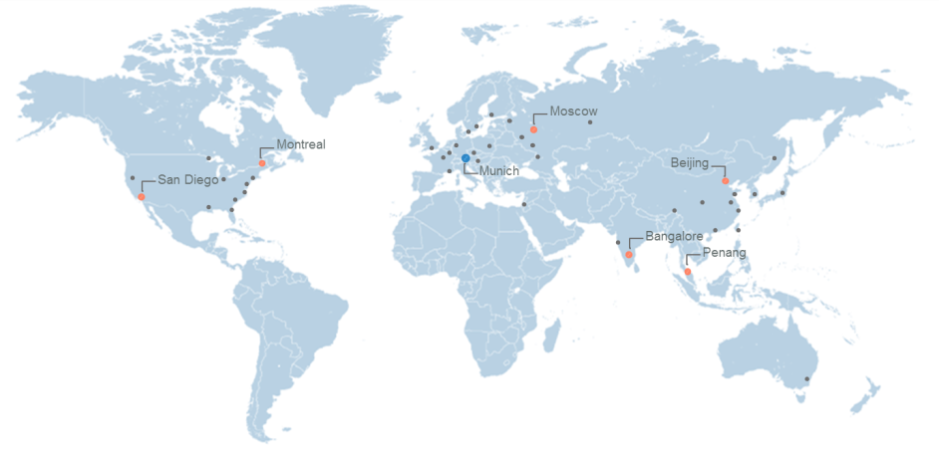 Moscow
Montreal
Beijing
Munich
San Diego
Bangalore
Penang